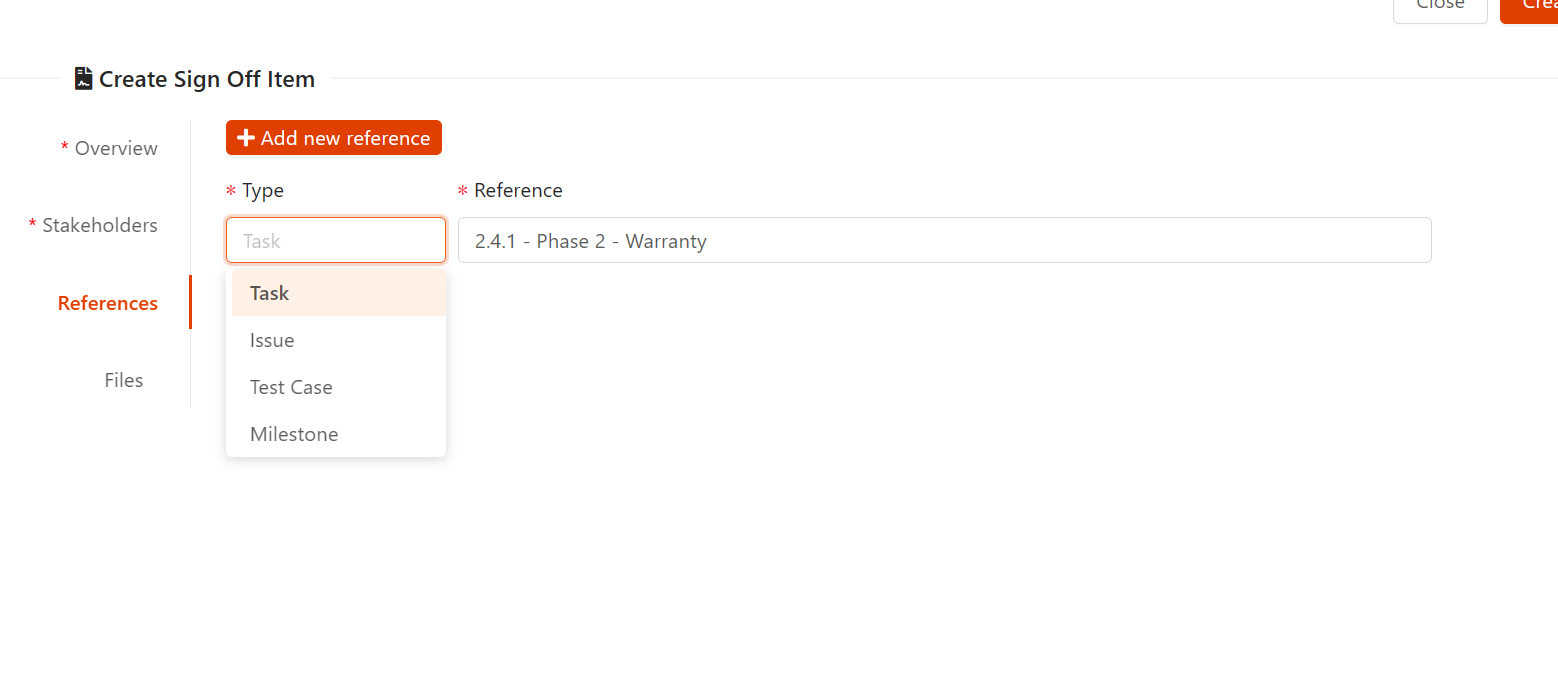 Close
Create Sign Off Item
* Overview
+ Add new reference
* Type * Reference
* Stakeholders
Task 2.4.1 - Phase 2 - Warranty
References
Task
Issue
Files
Test Case
Milestone